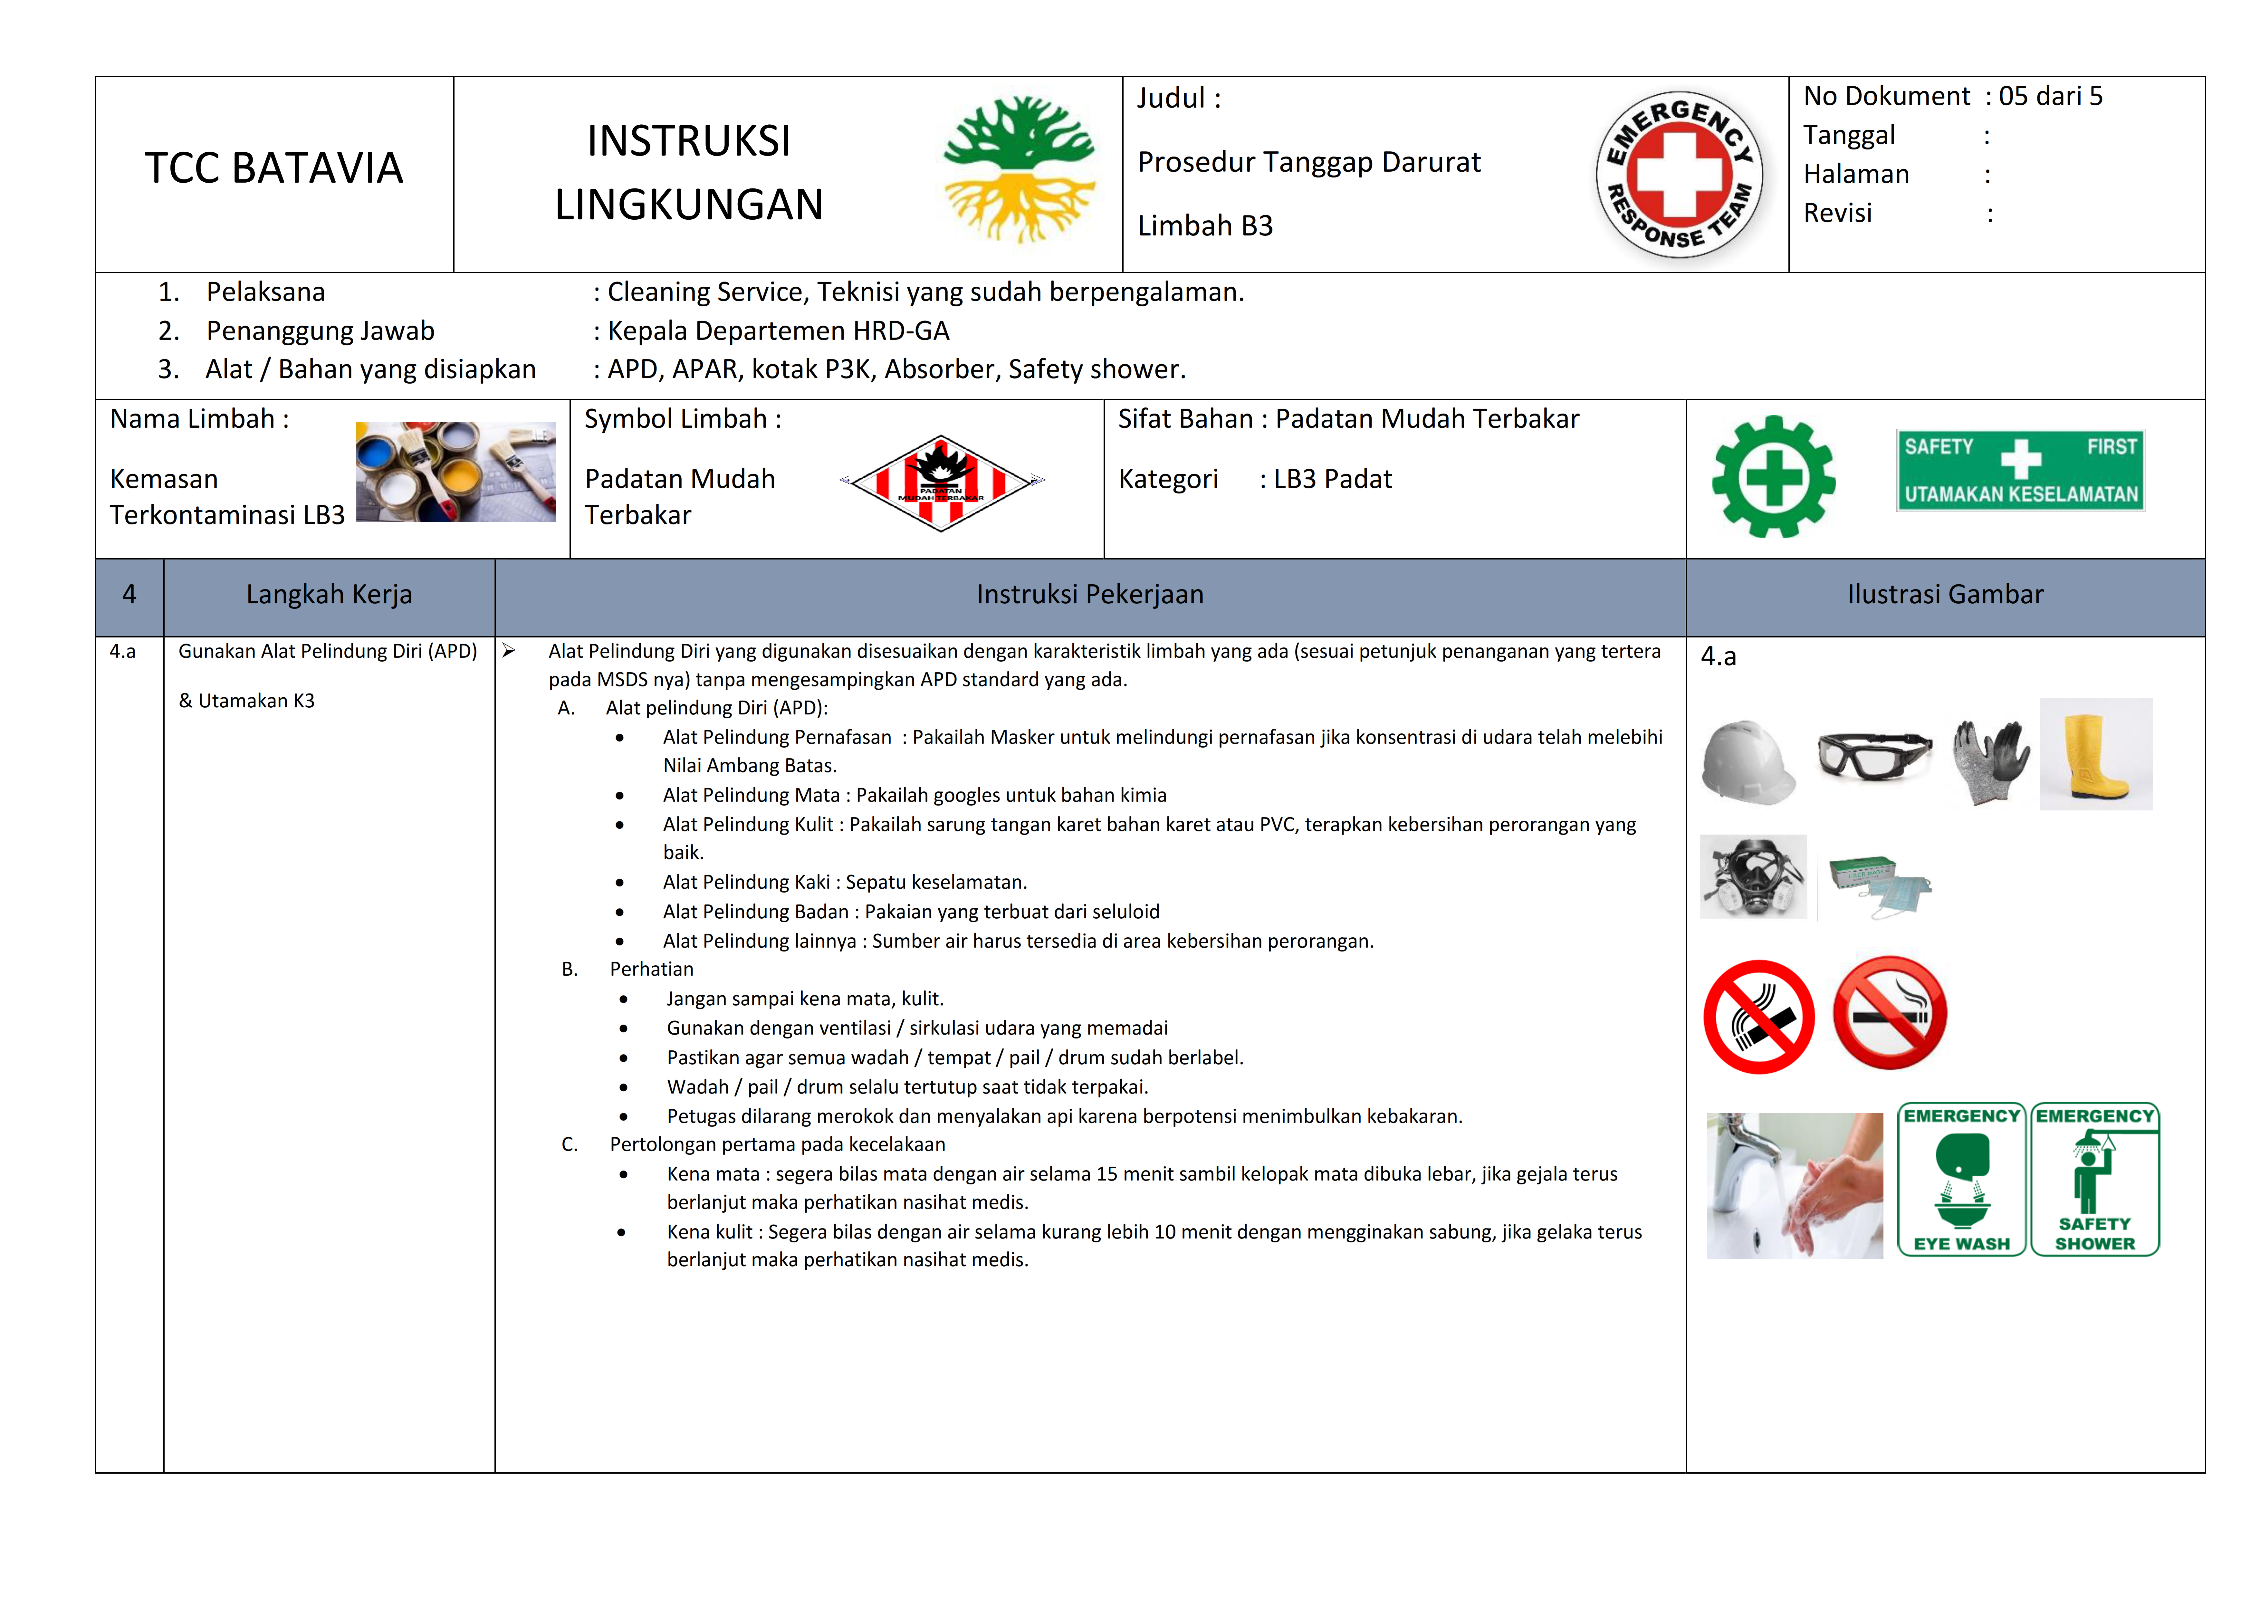 TCC BATAVIA
INSTRUKSI
LINGKUNGAN
Judul :
Prosedur Tanggap Darurat
Limbah B3
EMERGENCY
RESPONSE TEAM
No Dokument : 05 dari 5
Tanggal :
Halaman :
Revisi :
1. Pelaksana : Cleaning Service, Teknisi yang sudah berpengalaman.
2. Penanggung Jawab : Kepala Departemen HRD-GA
3. Alat / Bahan yang disiapkan : APD, APAR, kotak P3K, Absorber, Safety shower.
Nama Limbah :
Kemasan
Terkontaminasi LB3
Symbol Limbah :
Padatan Mudah
Terbakar
PADATAN
MUDAH TERBAKAR
Sifat Bahan : Padatan Mudah Terbakar
Kategori : LB3 Padat
SAFETY FIRST
UTAMAKAN KESELAMATAN
4 Langkah Kerja Instruksi Pekerjaan Ilustrasi Gambar
4.a Gunakan Alat Pelindung Diri (APD)
& Utamakan K3
➢ Alat Pelindung Diri yang digunakan disesuaikan dengan karakteristik limbah yang ada (sesuai petunjuk penanganan yang tertera
pada MSDS nya) tanpa mengesampingkan APD standard yang ada.
A. Alat pelindung Diri (APD):
• Alat Pelindung Pernafasan : Pakailah Masker untuk melindungi pernafasan jika konsentrasi di udara telah melebihi
Nilai Ambang Batas.
• Alat Pelindung Mata : Pakailah googles untuk bahan kimia
• Alat Pelindung Kulit : Pakailah sarung tangan karet bahan karet atau PVC, terapkan kebersihan perorangan yang
baik.
• Alat Pelindung Kaki : Sepatu keselamatan.
• Alat Pelindung Badan : Pakaian yang terbuat dari seluloid
• Alat Pelindung lainnya : Sumber air harus tersedia di area kebersihan perorangan.
B. Perhatian
• Jangan sampai kena mata, kulit.
• Gunakan dengan ventilasi / sirkulasi udara yang memadai
• Pastikan agar semua wadah / tempat / pail / drum sudah berlabel.
• Wadah / pail / drum selalu tertutup saat tidak terpakai.
• Petugas dilarang merokok dan menyalakan api karena berpotensi menimbulkan kebakaran.
C. Pertolongan pertama pada kecelakaan
• Kena mata : segera bilas mata dengan air selama 15 menit sambil kelopak mata dibuka lebar, jika gejala terus
berlanjut maka perhatikan nasihat medis.
• Kena kulit : Segera bilas dengan air selama kurang lebih 10 menit dengan mengginakan sabung, jika gelaka terus
berlanjut maka perhatikan nasihat medis.
4.a
EMERGENCY
EYE WASH
EMERGENCY
SAFETY
SHOWER